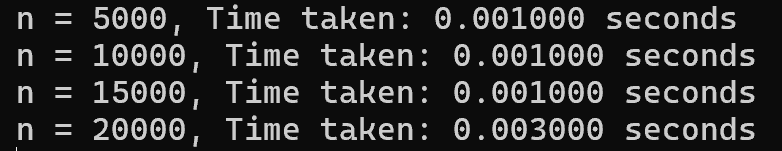 n = 5000, Time taken: 0.001000 seconds
n = 10000, Time taken: 0.001000 seconds
n = 15000, Time taken: 0.001000 seconds
n = 20000, Time taken: 0.003000 seconds